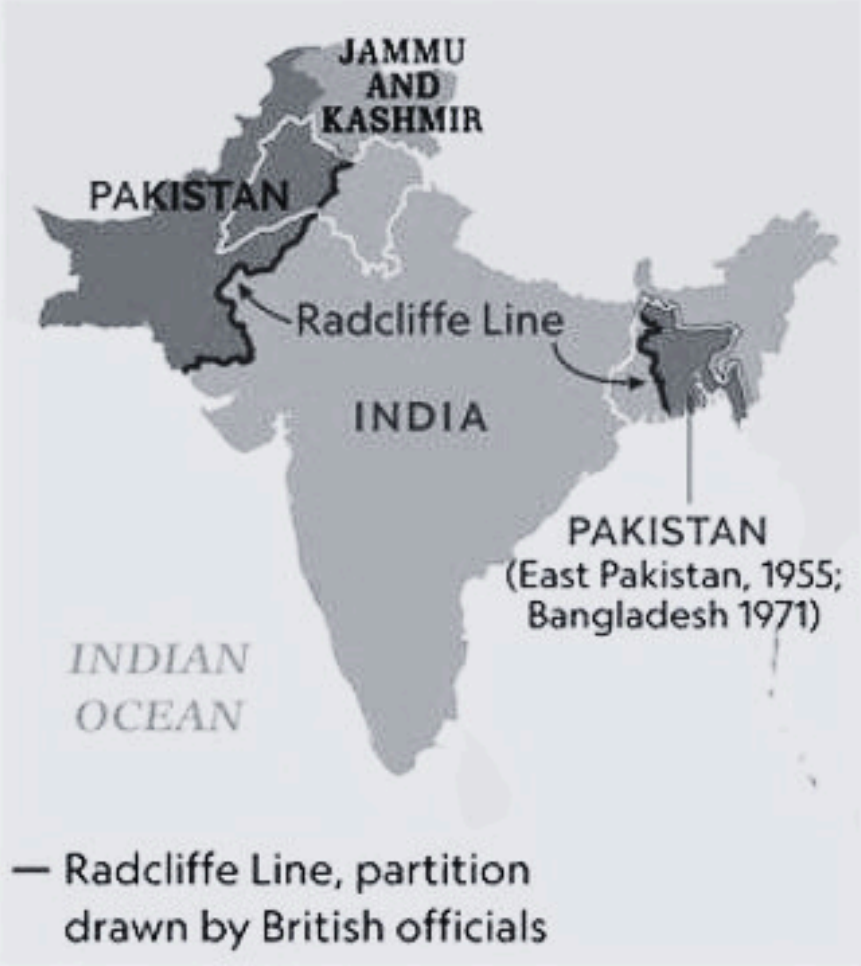 JAMMU
AND
KASHMIR
PAKISTAN
Radcliffe Line
INDIA
PAKISTAN
(East Pakistan, 1955;
Bangladesh 1971)
INDIAN
OCEAN
Radcliffe Line, partition
drawn by British officials